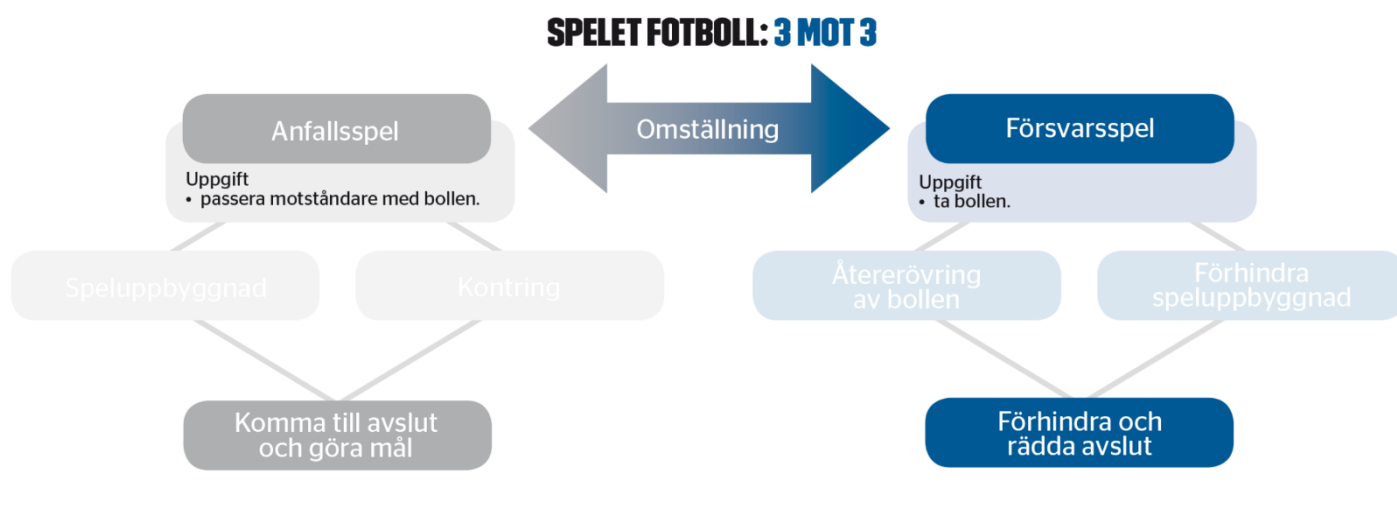 SPELET FOTBOLL: 3 MOT 3
Anfallsspel
Uppgift
• passera motståndare med bollen.
Omställning
Försvarsspel
Uppgift
• ta bollen.
Speluppbyggnad
Kontring
Återerövring
av bollen
Förhindra
speluppbyggnad
Komma till avslut
och göra mål
Förhindra och
rädda avslut